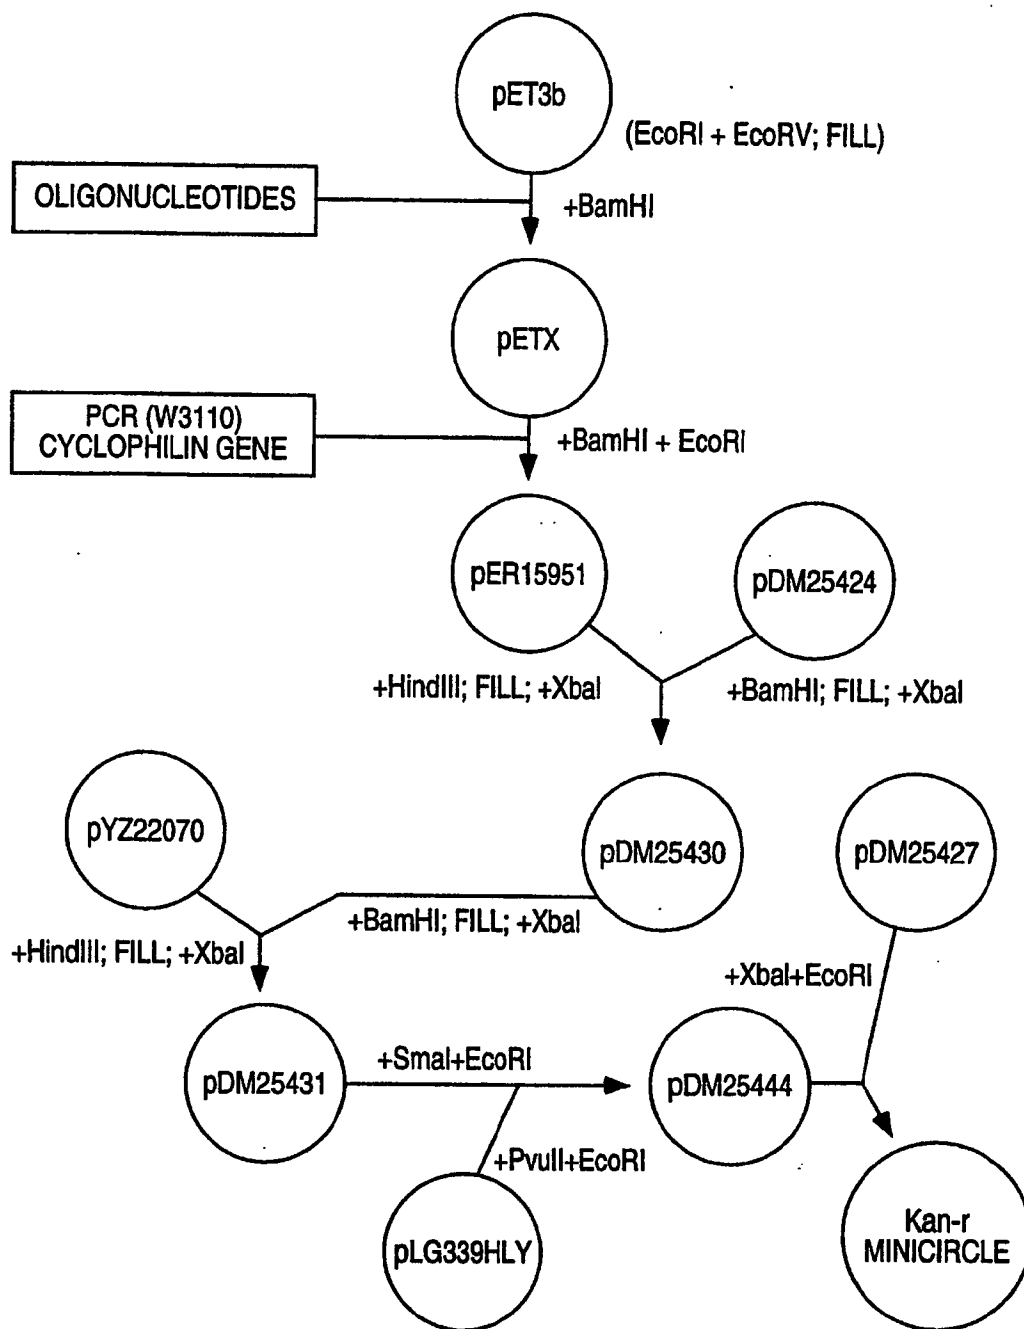 pET3b
(EcoRI + EcoRV; FILL)
OLIGONUCLEOTIDES
+BamHI
pETX
PCR (W3110)
CYCLOPHILIN GENE
+BamHI + EcoRI
pER15951
pDM25424
+HindIII; FILL; +XbaI
+BamHI; FILL; +XbaI
pYZ22070
pDM25430
pDM25427
+HindIII; FILL; +XbaI
+BamHI; FILL; +XbaI
+XbaI+EcoRI
pDM25431
+SmaI+EcoRI
pDM25444
+PvuII+EcoRI
pLG339HLY
Kan-r
MINICIRCLE